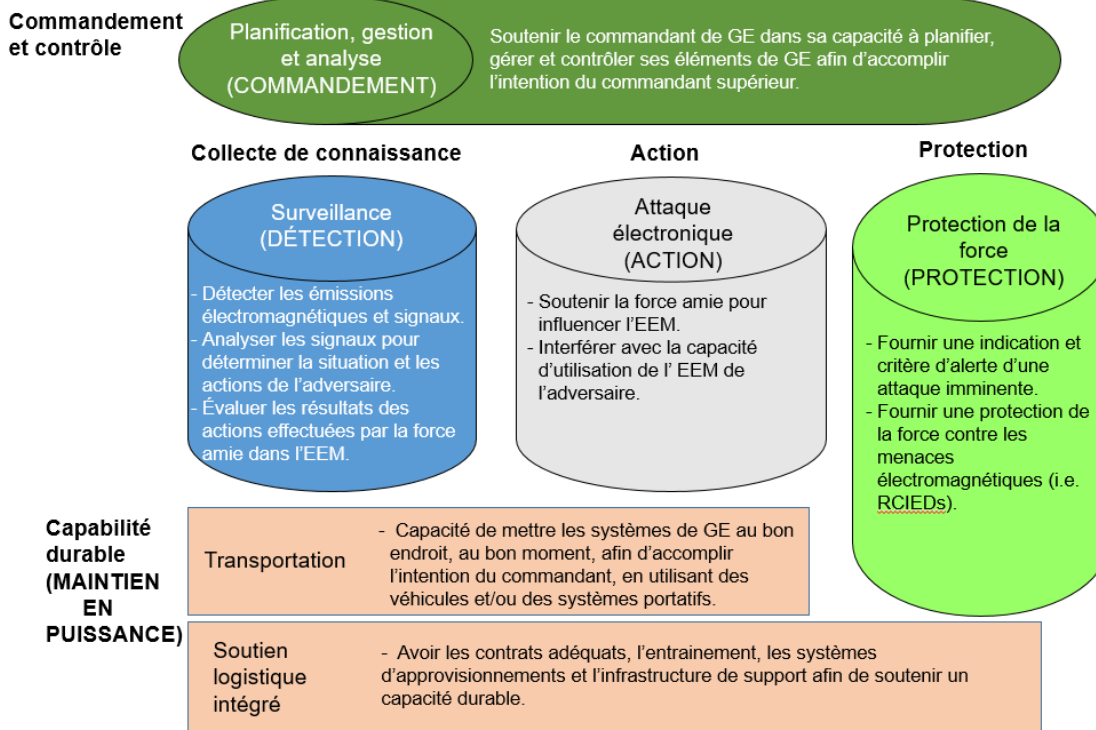 Commandement
et contrôle
Planification, gestion
et analyse
(COMMANDEMENT)
Soutenir le commandant de GE dans sa capacité à planifier,
gérer et contrôler ses éléments de GE afin d’accomplir
l’intention du commandant supérieur.
Collecte de connaissance
Action
Protection
Surveillance
(DÉTECTION)
- Détecter les émissions
électromagnétiques et signaux.
- Analyser les signaux pour
déterminer la situation et les
actions de l’adversaire.
- Évaluer les résultats des
actions effectuées par la force
amie dans l’EEM.
Attaque
électronique
(ACTION)
- Soutenir la force amie pour
influencer l’EEM.
- Interférer avec la capacité
d’utilisation de l’ EEM de
l’adversaire.
Protection de la
force
(PROTECTION)
- Fournir une indication et
critère d’alerte d’une
attaque imminente.
- Fournir une protection de
la force contre les
menaces
électromagnétiques (i.e.
RCIEDs).
Capabilité
durable
(MAINTIEN
EN
PUISSANCE)
Transportation
- Capacité de mettre les systèmes de GE au bon
endroit, au bon moment, afin d’accomplir
l’intention du commandant, en utilisant des
véhicules et/ou des systèmes portatifs.
Soutien
logistique
intégré
- Avoir les contrats adéquats, l’entrainement, les systèmes
d’approvisionnements et l’infrastructure de support afin de soutenir un
capacité durable.